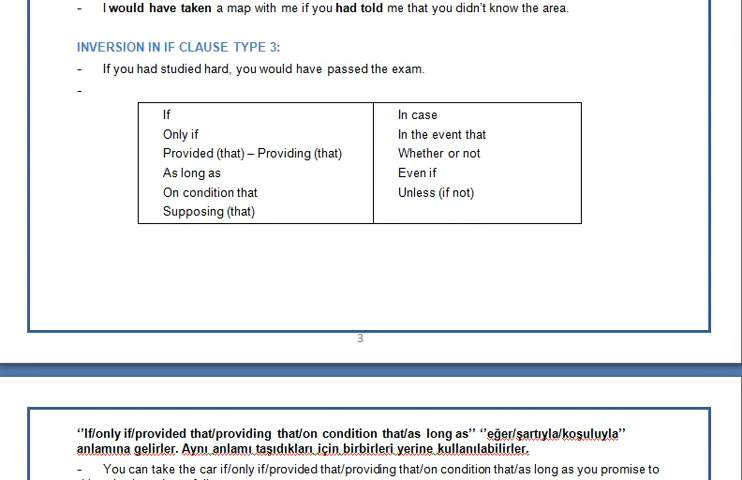 - I would have taken a map with me if you had told me that you didn't know the area.
INVERSION IN IF CLAUSE TYPE 3:
- If you had studied hard, you would have passed the exam.
-
If
Only if
Provided (that) – Providing (that)
As long as
On condition that
Supposing (that)
In case
In the event that
Whether or not
Even if
Unless (if not)
3
‘’If/only if/provided that/providing that/on condition that/as long as’’ ‘’eğer/şartıyla/koşuluyla’’
anlamına gelirler. Aynı anlamı taşıdıkları için birbirleri yerine kullanılabilirler.
- You can take the car if/only if/provided that/providing that/on condition that/as long as you promise to